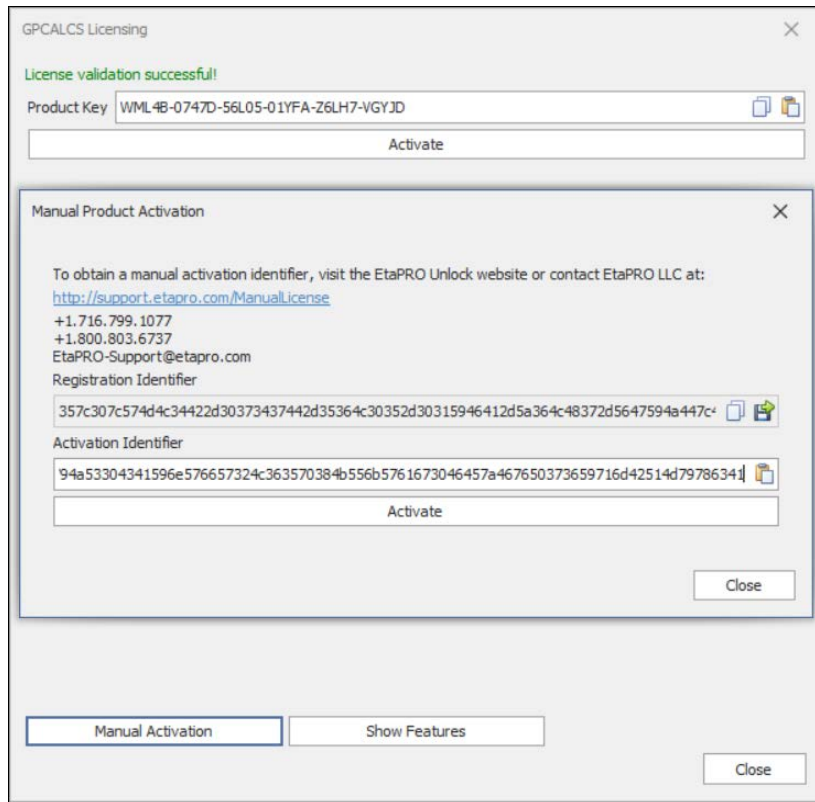 GPCALCS Licensing
License validation successful!
Product Key WML4B-0747D-56L05-01YFA-Z6LH7-VGYJD
Activate
Manual Product Activation
To obtain a manual activation identifier, visit the EtaPRO Unlock website or contact EtaPRO LLC at:
http://support.etapro.com/ManualLicense
+1.716.799.1077
+1.800.803.6737
EtaPRO-Support@etapro.com
Registration Identifier
357c307c574d4c34422d30373437442d35364c30352d30315946412d5a364c48372d5647594a447c4
Activation Identifier
94a53304341596e576657324c363570384b556b5761673046457a467650373659716d42514d79786341
Activate
Close
Manual Activation Show Features
Close